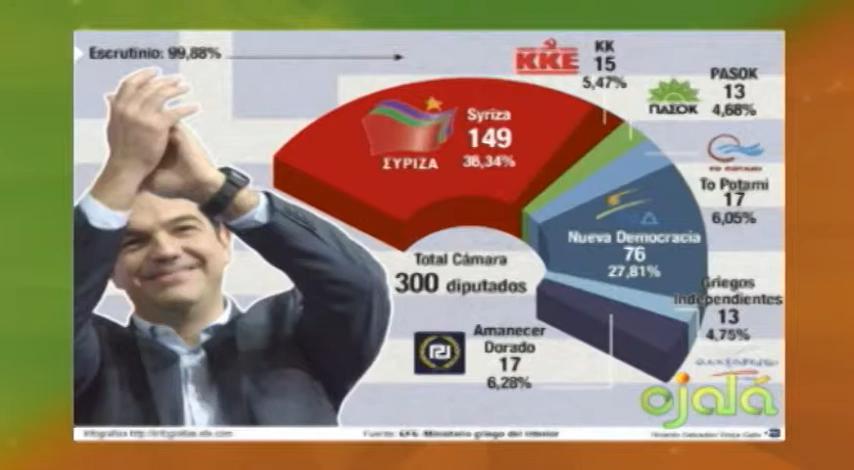 Escrutinio: 99,88%
KKE
KK
15
5,47%
ΠΑΣΟΚ
PASOK
13
4,68%
To Potami
17
6,05%
ΣΥΡΙΖΑ
Syriza
149
36,34%
Nueva Democracia
76
27,81%
Total Cámara
300 diputados
Griegos
Independientes
13
4,75%
Amanecer
Dorado
17
6,28%
ojalá
Fuente: EFE Ministerio griego del Interior